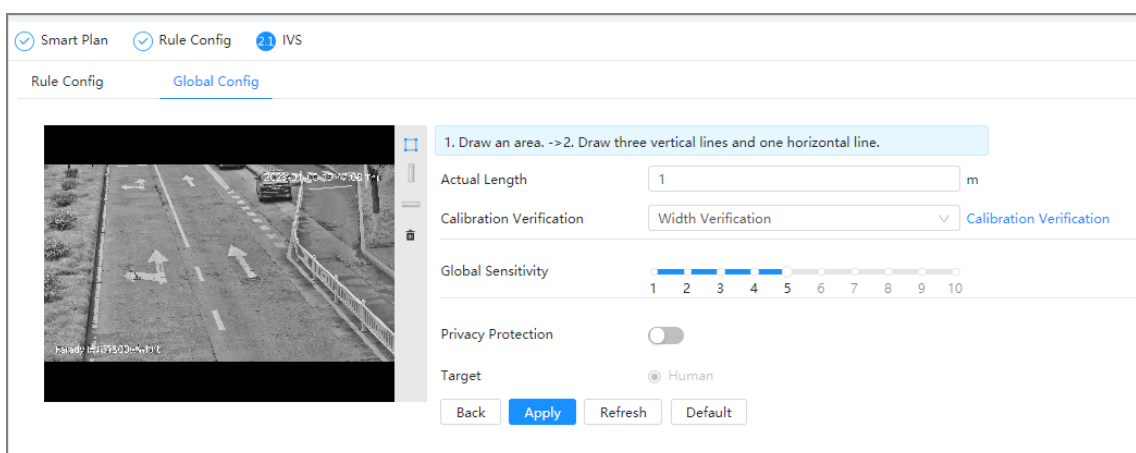 Smart Plan Rule Config 2.1 IVS
Rule Config Global Config
1. Draw an area. ->2. Draw three vertical lines and one horizontal line.
Actual Length 1 m
Calibration Verification Width Verification Calibration Verification
Global Sensitivity
1 2 3 4 5 6 7 8 9 10
Privacy Protection
Target Human
Back Apply Refresh Default